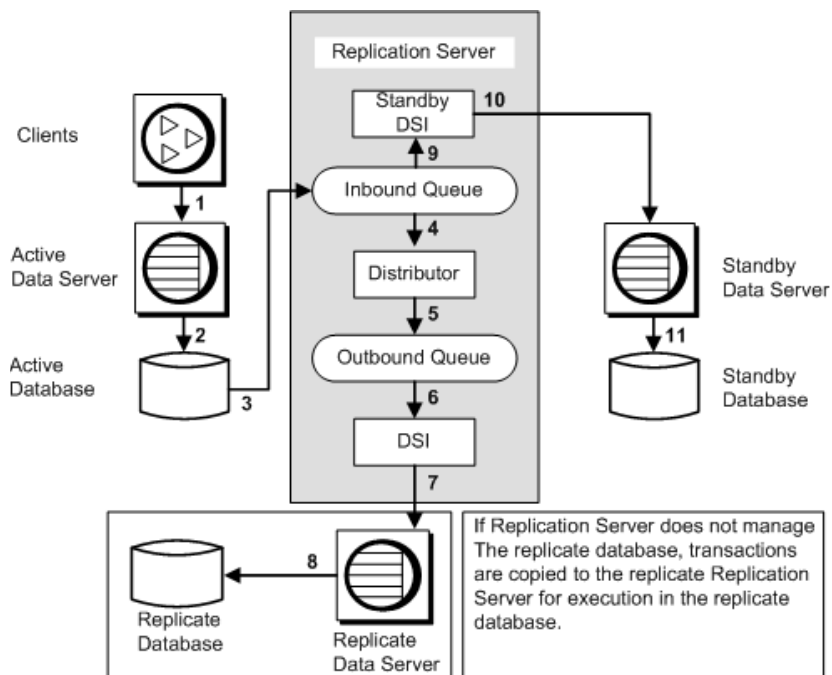 Replication Server
Standby
DSI
10
9
Clients
Inbound Queue
1
4
Active
Data Server
Distributor
Standby
Data Server
5
2
11
Outbound Queue
Active
Database
3
Standby
Database
6
DSI
7
If Replication Server does not manage
The replicate database, transactions
are copied to the replicate Replication
Server for execution in the replicate
database.
8
Replicate
Database
Replicate
Data Server